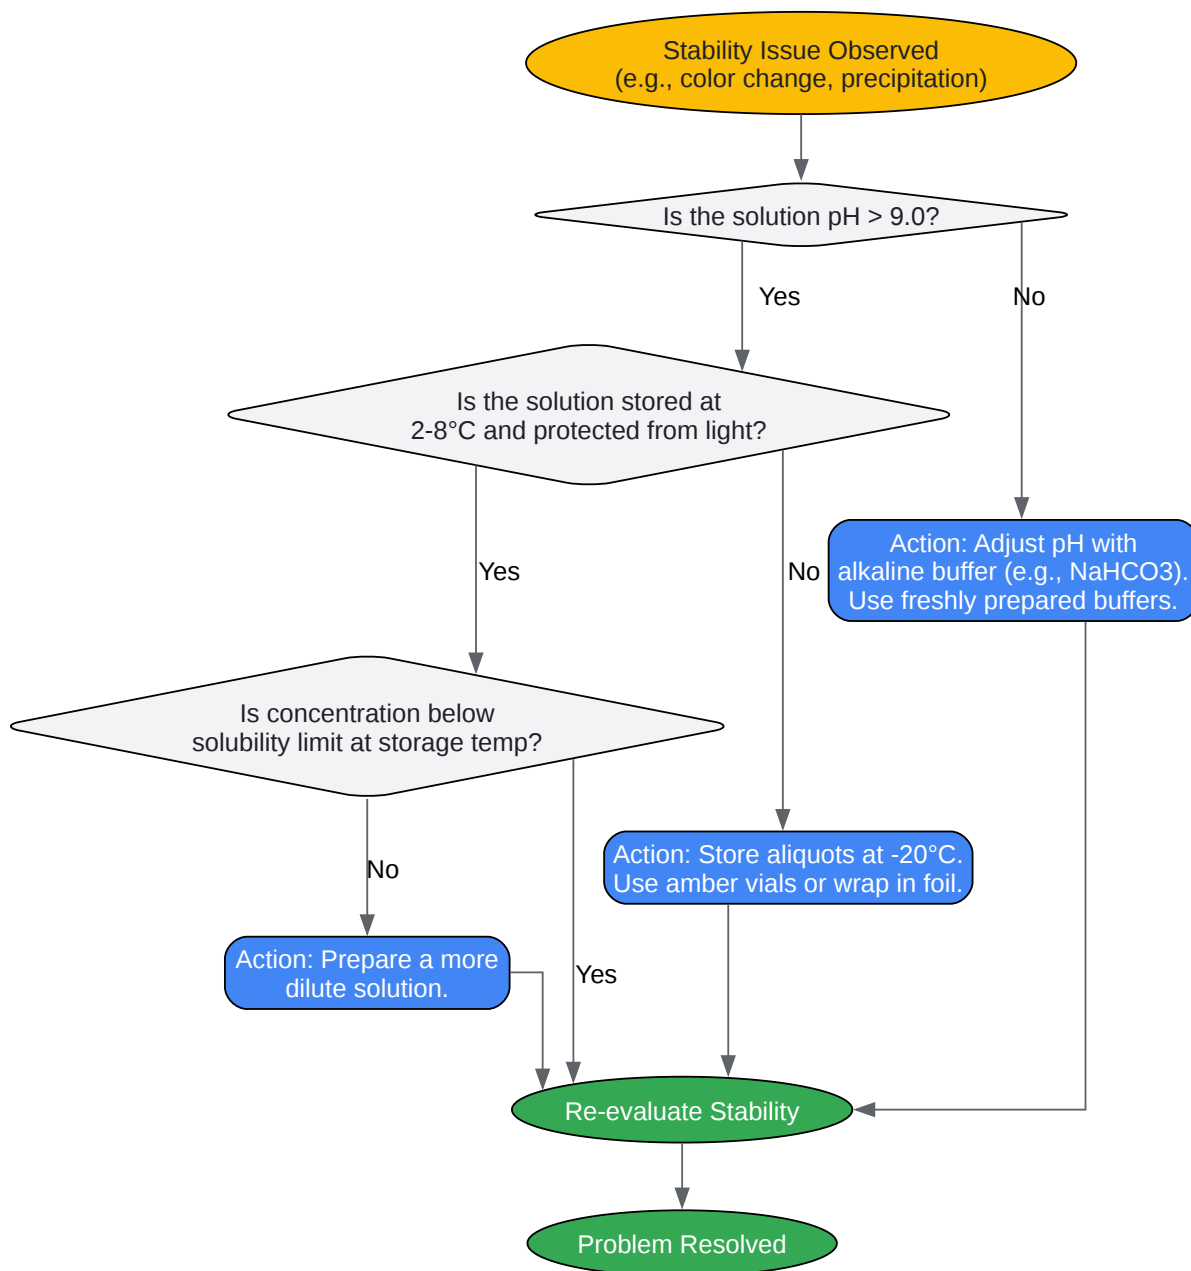 Stability Issue Observed
(e.g., color change, precipitation)
Is the solution pH > 9.0?
Yes
No
Is the solution stored at
2-8°C and protected from light?
Action: Adjust pH with
alkaline buffer (e.g., NaHCO3).
Use freshly prepared buffers.
Yes
No
Is concentration below
solubility limit at storage temp?
Action: Store aliquots at -20°C.
Use amber vials or wrap in foil.
No
Action: Prepare a more
dilute solution.
Yes
Re-evaluate Stability
Problem Resolved